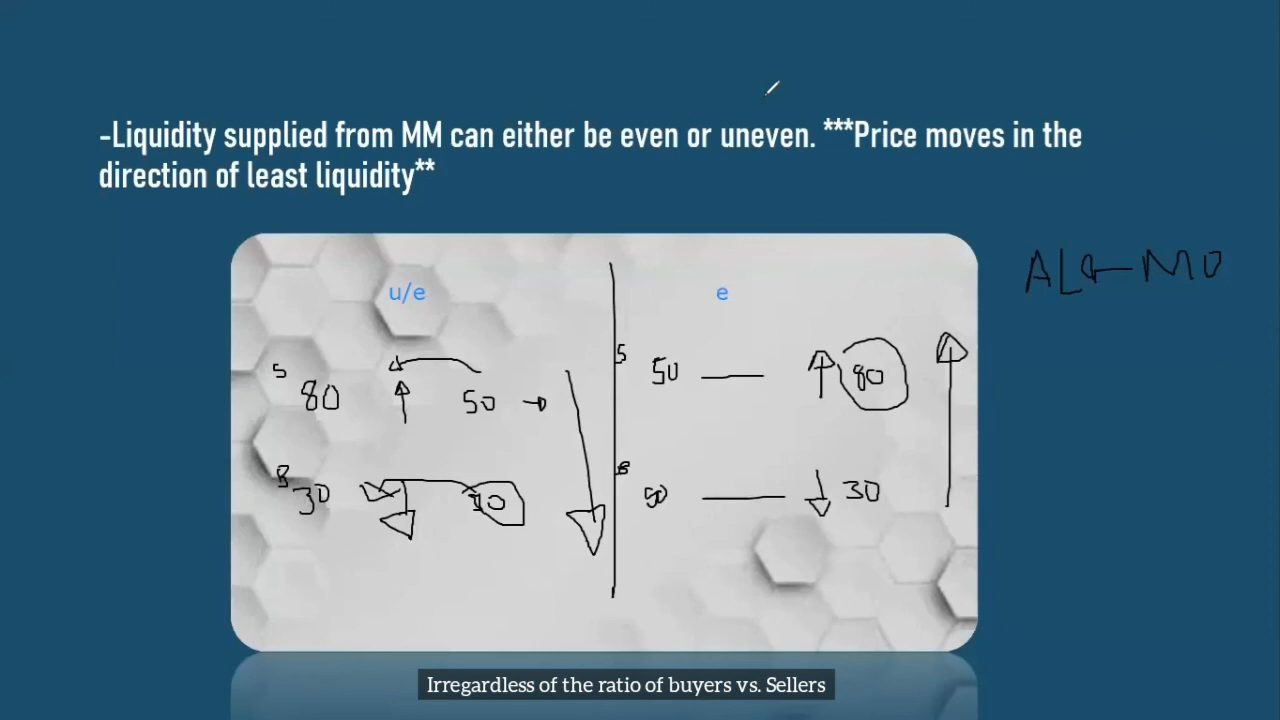 -Liquidity supplied from MM can either be even or uneven. ***Price moves in the
direction of least liquidity**
u/e
e
S
80
50
B
30
S
50
80
B
50
30
Irregardless of the ratio of buyers vs. Sellers